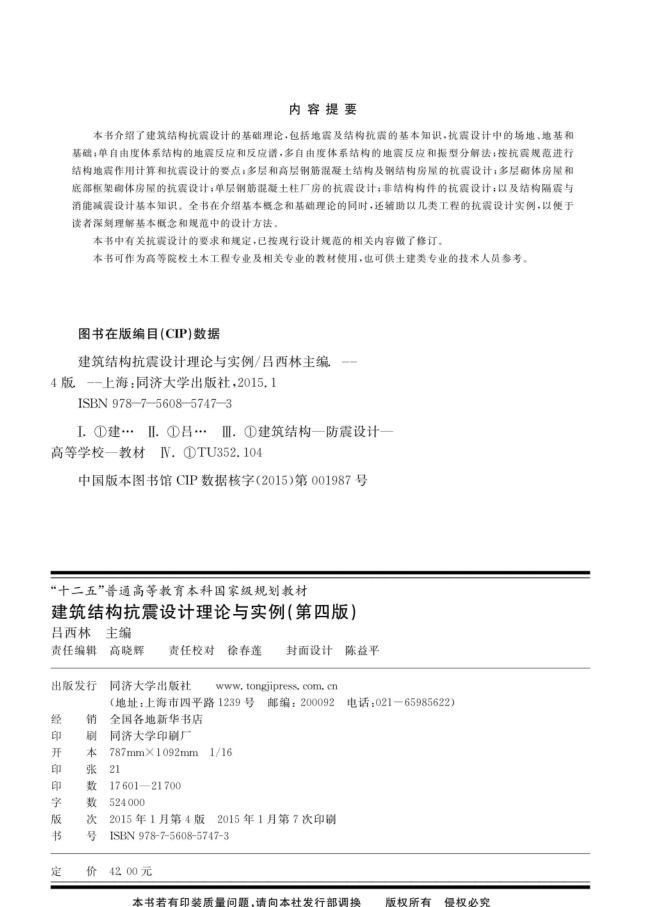 内 容 提 要
本书介绍了建筑结构抗震设计的基础理论,包括地震及结构抗震的基本知识,抗震设计中的场地、地基和
基础;单自由度体系结构的地震反应和反应谱,多自由度体系结构的地震反应和振型分解法;按抗震规范进行
结构地震作用计算和抗震设计的要点;多层和高层钢筋混凝土结构及钢结构房屋的抗震设计;多层砌体房屋和
底部框架砌体房屋的抗震设计;单层钢筋混凝土柱厂房的抗震设计;非结构构件的抗震设计;以及结构隔震与
消能减震设计基本知识。全书在介绍基本概念和基础理论的同时,还辅助以几类工程的抗震设计实例,以便于
读者深刻理解基本概念和规范中的设计方法。
本书中有关抗震设计的要求和规定,已按现行设计规范的相关内容做了修订。
本书可作为高等院校土木工程专业及相关专业的教材使用,也可供土建类专业的技术人员参考。
图书在版编目(CIP)数据
建筑结构抗震设计理论与实例/吕西林主编. --
4 版. --上海:同济大学出版社,2015.1
ISBN 978-7-5608-5747-3
Ⅰ. ①建… Ⅱ. ①吕… Ⅲ. ①建筑结构—防震设计—
高等学校—教材 Ⅳ. ①TU352.104
中国版本图书馆 CIP 数据核字(2015)第 001987 号
“十二五”普通高等教育本科国家级规划教材
建筑结构抗震设计理论与实例(第四版)
吕西林 主编
责任编辑 高晓辉 责任校对 徐春莲 封面设计 陈益平
出版发行 同济大学出版社 www.tongjipress.com.cn
(地址:上海市四平路 1239 号 邮编: 200092 电话:021-65985622)
经 销 全国各地新华书店
印 刷 同济大学印刷厂
开 本 787mm×1092mm 1/16
印 张 21
印 数 17601—21700
字 数 524000
版 次 2015 年 1 月第 4 版 2015 年 1 月第 7 次印刷
书 号 ISBN 978-7-5608-5747-3
定 价 42.00 元
本书若有印装质量问题,请向本社发行部调换 版权所有 侵权必究